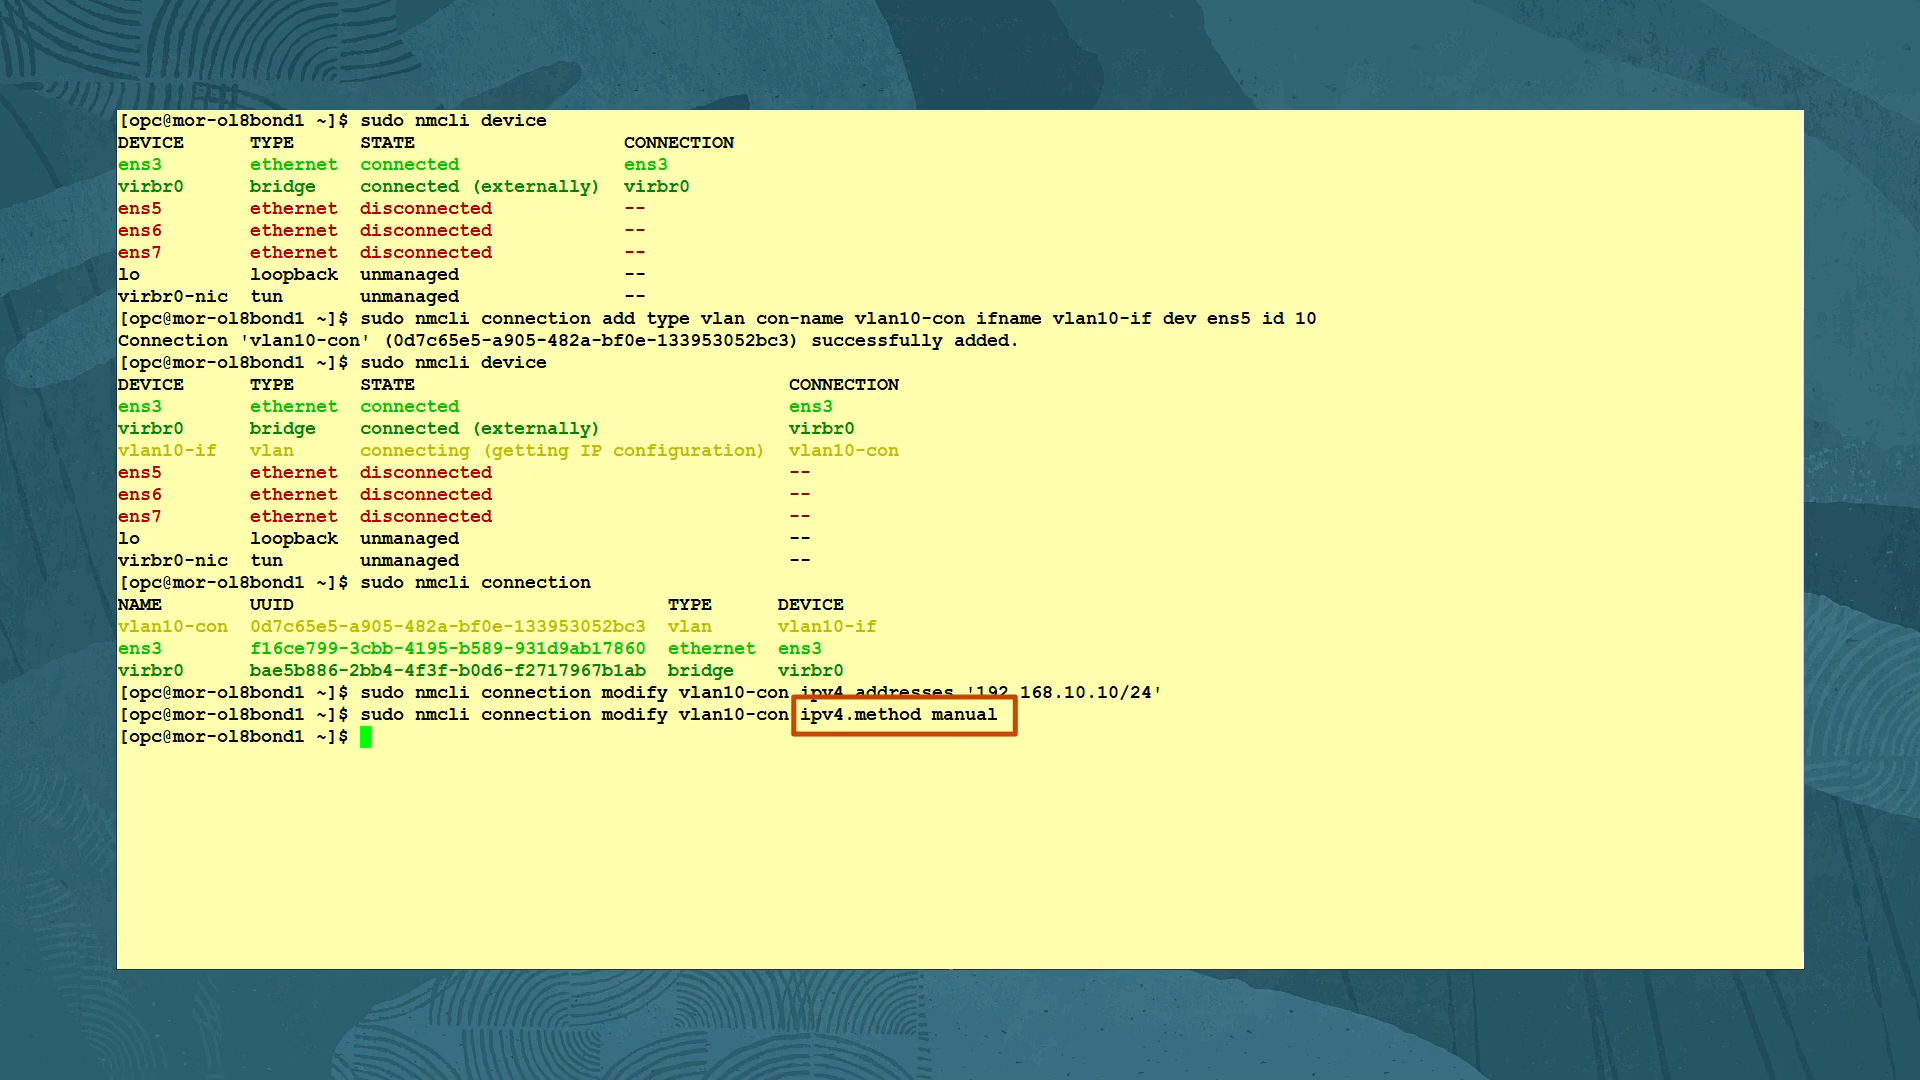 [opc@mor-ol8bond1 ~]$ sudo nmcli device
DEVICE      TYPE      STATE                   CONNECTION
ens3        ethernet  connected               ens3
virbr0      bridge    connected (externally)  virbr0
ens5        ethernet  disconnected            --
ens6        ethernet  disconnected            --
ens7        ethernet  disconnected            --
lo          loopback  unmanaged               --
virbr0-nic  tun       unmanaged               --
[opc@mor-ol8bond1 ~]$ sudo nmcli connection add type vlan con-name vlan10-con ifname vlan10-if dev ens5 id 10
Connection 'vlan10-con' (0d7c65e5-a905-482a-bf0e-133953052bc3) successfully added.
[opc@mor-ol8bond1 ~]$ sudo nmcli device
DEVICE      TYPE      STATE                                  CONNECTION
ens3        ethernet  connected                              ens3
virbr0      bridge    connected (externally)                 virbr0
vlan10-if   vlan      connecting (getting IP configuration)  vlan10-con
ens5        ethernet  disconnected                           --
ens6        ethernet  disconnected                           --
ens7        ethernet  disconnected                           --
lo          loopback  unmanaged                              --
virbr0-nic  tun       unmanaged                              --
[opc@mor-ol8bond1 ~]$ sudo nmcli connection
NAME        UUID                                  TYPE      DEVICE
vlan10-con  0d7c65e5-a905-482a-bf0e-133953052bc3  vlan      vlan10-if
ens3        f16ce799-3cbb-4195-b589-931d9ab17860  ethernet  ens3
virbr0      bae5b886-2bb4-4f3f-b0d6-f2717967b1ab  bridge    virbr0
[opc@mor-ol8bond1 ~]$ sudo nmcli connection modify vlan10-con ipv4.addresses '192.168.10.10/24'
[opc@mor-ol8bond1 ~]$ sudo nmcli connection modify vlan10-con ipv4.method manual
[opc@mor-ol8bond1 ~]$